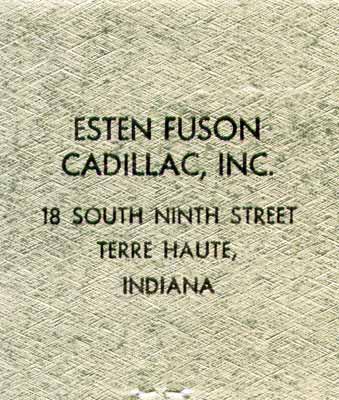 ESTEN FUSON
CADILLAC, INC.
18 SOUTH NINTH STREET
TERRE HAUTE,
INDIANA